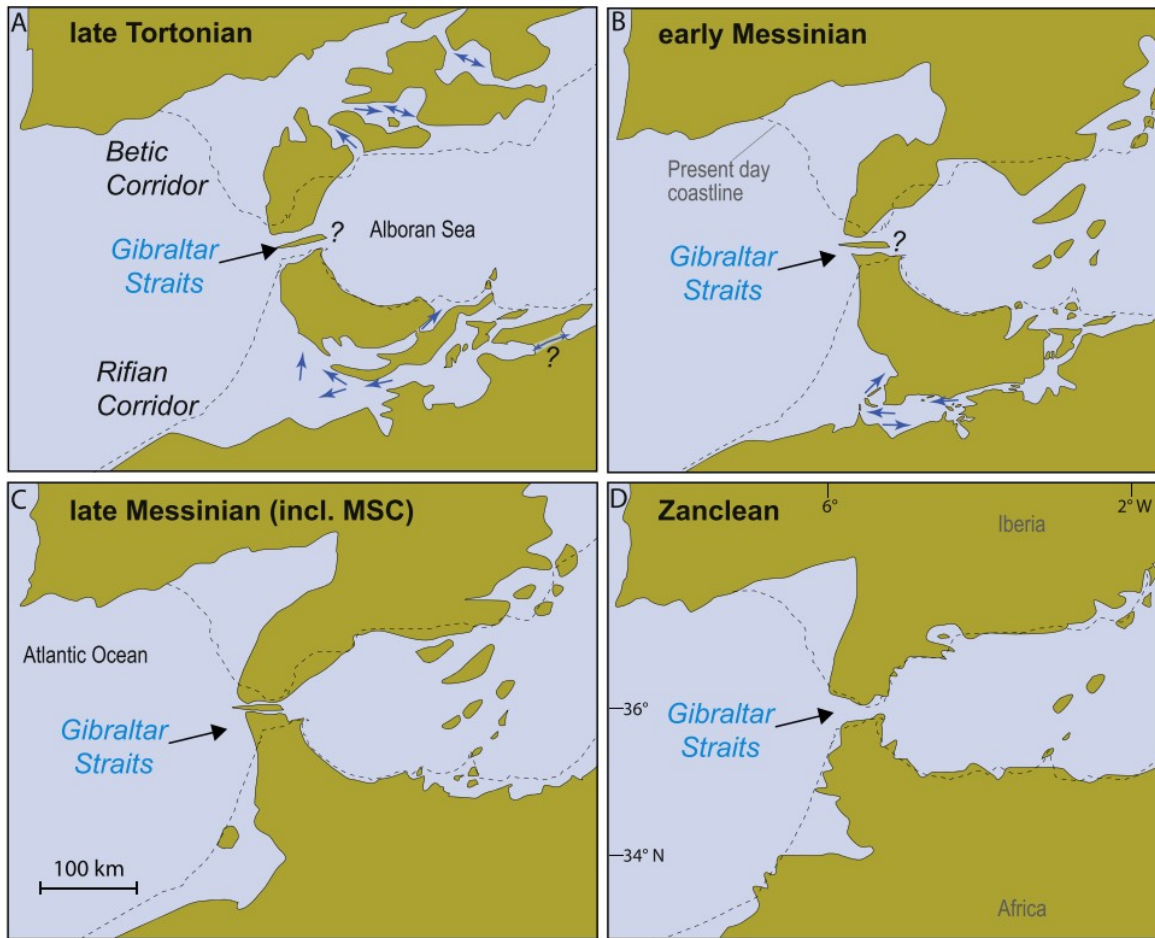 A
late Tortonian
Betic
Corridor
?
Alboran Sea
Gibraltar
Straits
Rifian
Corridor
?
B
early Messinian
Present day
coastline
?
Gibraltar
Straits
C
late Messinian (incl. MSC)
Atlantic Ocean
Gibraltar
Straits
100 km
D
Zanclean
6°
2° W
Iberia
36°
Gibraltar
Straits
34° N
Africa